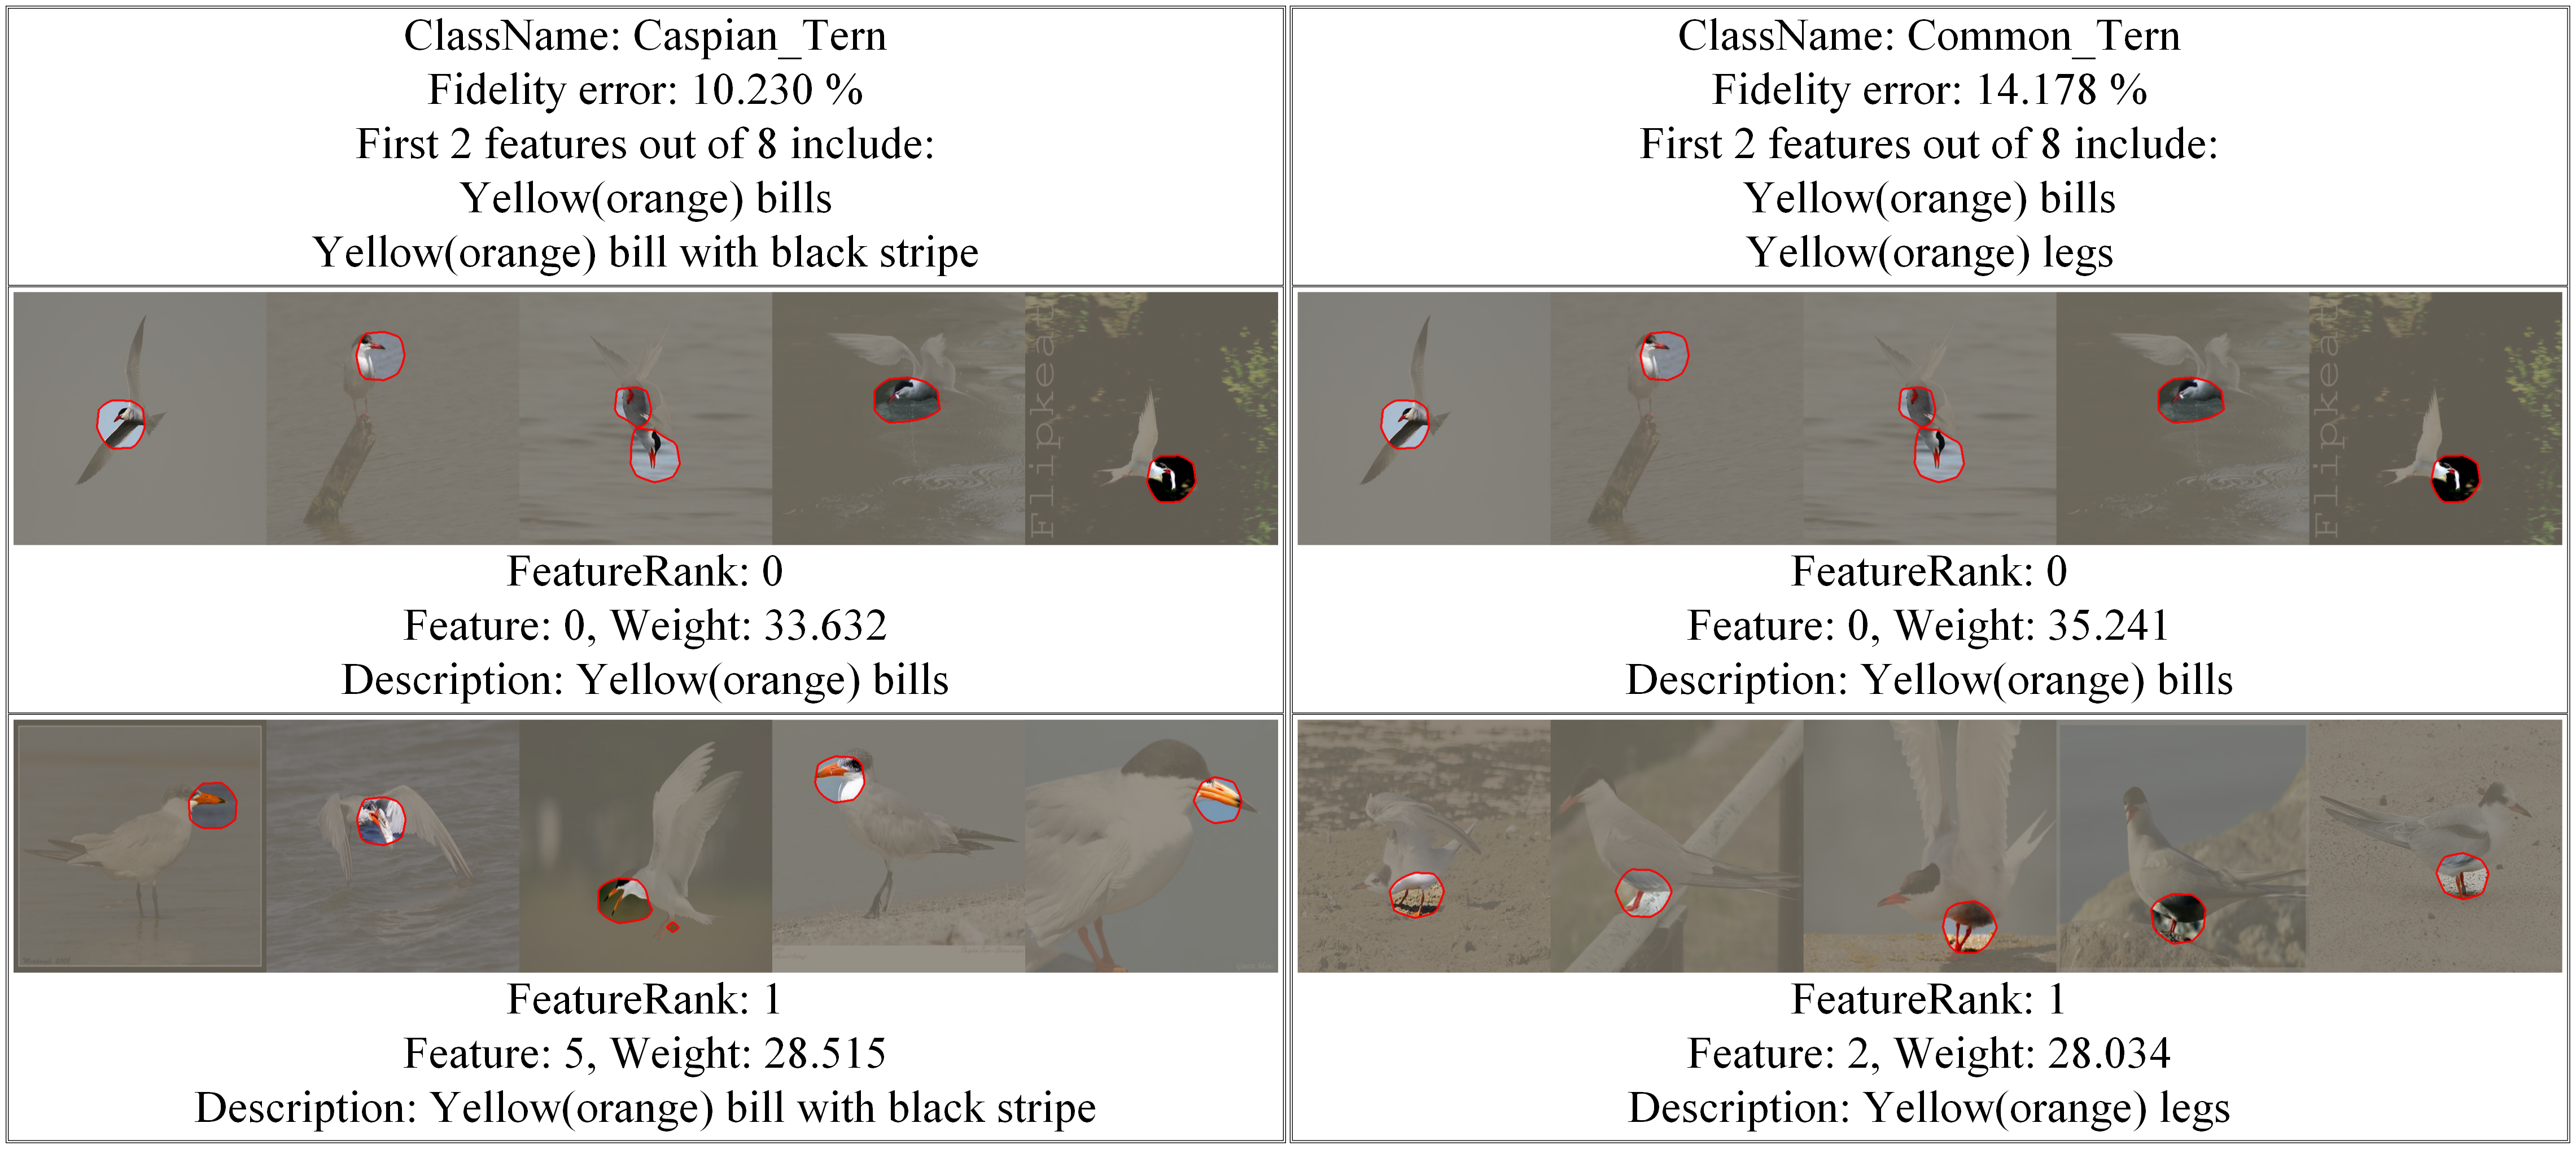 ClassName: Caspian_Tern
Fidelity error: 10.230 %
First 2 features out of 8 include:
Yellow(orange) bills
Yellow(orange) bill with black stripe
Flipkeat
FeatureRank: 0
Feature: 0, Weight: 33.632
Description: Yellow(orange) bills
FeatureRank: 1
Feature: 5, Weight: 28.515
Description: Yellow(orange) bill with black stripe
ClassName: Common_Tern
Fidelity error: 14.178 %
First 2 features out of 8 include:
Yellow(orange) bills
Yellow(orange) legs
Flipkeat
FeatureRank: 0
Feature: 0, Weight: 35.241
Description: Yellow(orange) bills
FeatureRank: 1
Feature: 2, Weight: 28.034
Description: Yellow(orange) legs